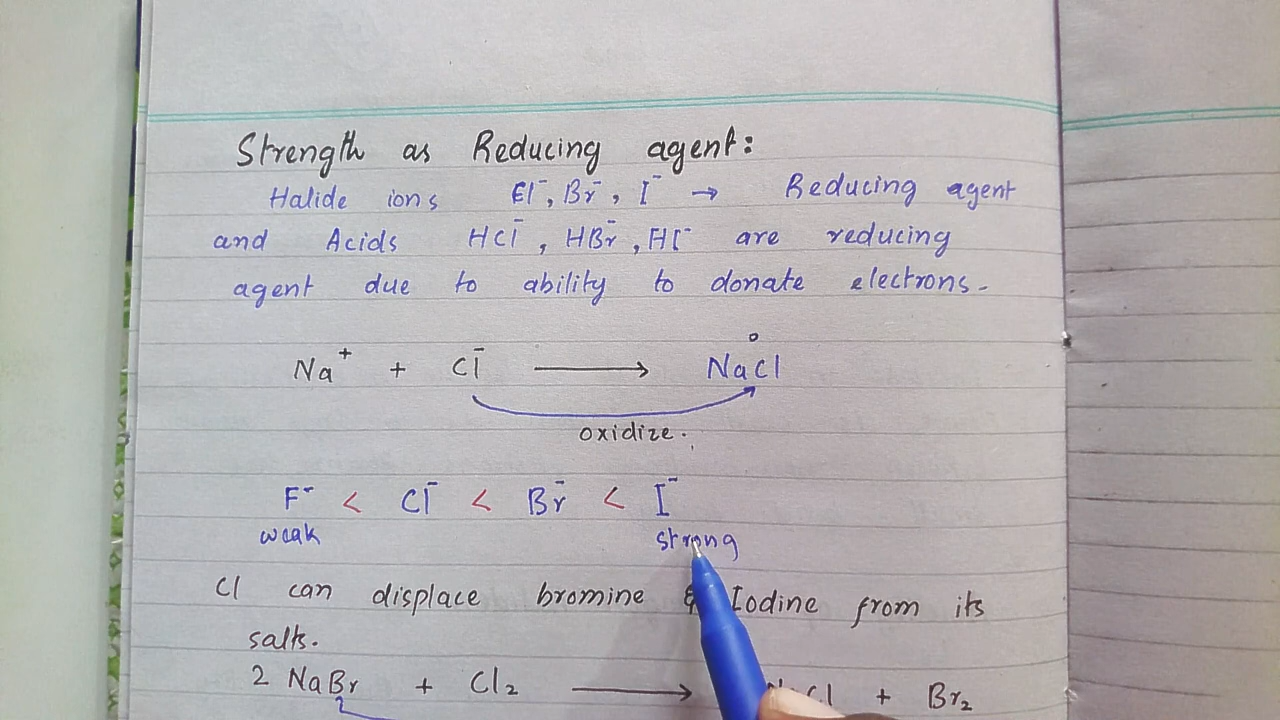 Strength as Reducing agent:
Halide ions Cl⁻, Br⁻, I⁻ → Reducing agent
and Acids HCl⁻, HBr⁻, HI⁻ are reducing
agent due to ability to donate electrons.
Na⁺ + Cl⁻ ⟶ NaCl⁰
oxidize.
F⁻ < Cl⁻ < Br⁻ < I⁻
weak strong
Cl can displace bromine & Iodine from its
salts.
2 NaBr + Cl₂ ⟶ NaCl + Br₂